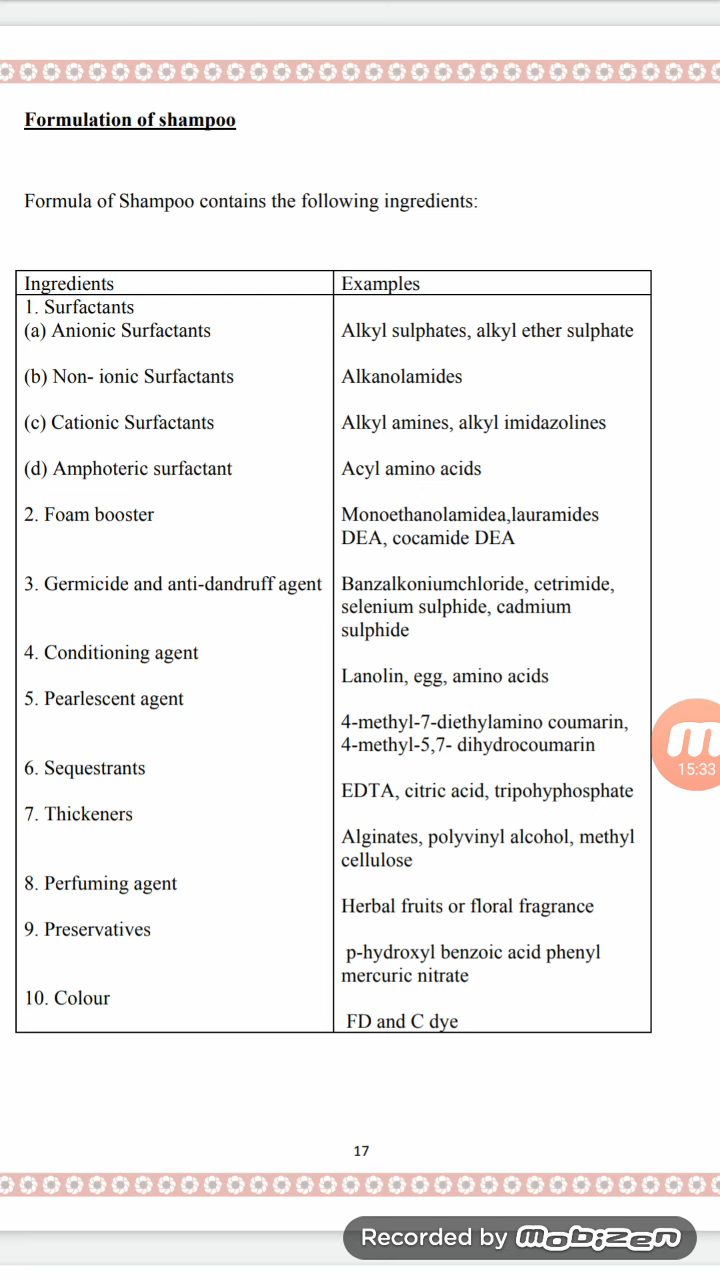 Formulation of shampoo
Formula of Shampoo contains the following ingredients:
Ingredients Examples
1. Surfactants
(a) Anionic Surfactants Alkyl sulphates, alkyl ether sulphate
(b) Non- ionic Surfactants Alkanolamides
(c) Cationic Surfactants Alkyl amines, alkyl imidazolines
(d) Amphoteric surfactant Acyl amino acids
2. Foam booster Monoethanolamidea,lauramides
DEA, cocamide DEA
3. Germicide and anti-dandruff agent Banzalkoniumchloride, cetrimide,
selenium sulphide, cadmium
sulphide
4. Conditioning agent
Lanolin, egg, amino acids
5. Pearlescent agent
4-methyl-7-diethylamino coumarin,
4-methyl-5,7- dihydrocoumarin
6. Sequestrants
EDTA, citric acid, tripohyphosphate
7. Thickeners
Alginates, polyvinyl alcohol, methyl
cellulose
8. Perfuming agent
Herbal fruits or floral fragrance
9. Preservatives
p-hydroxyl benzoic acid phenyl
mercuric nitrate
10. Colour
FD and C dye
15:33
17
Recorded by mobizen